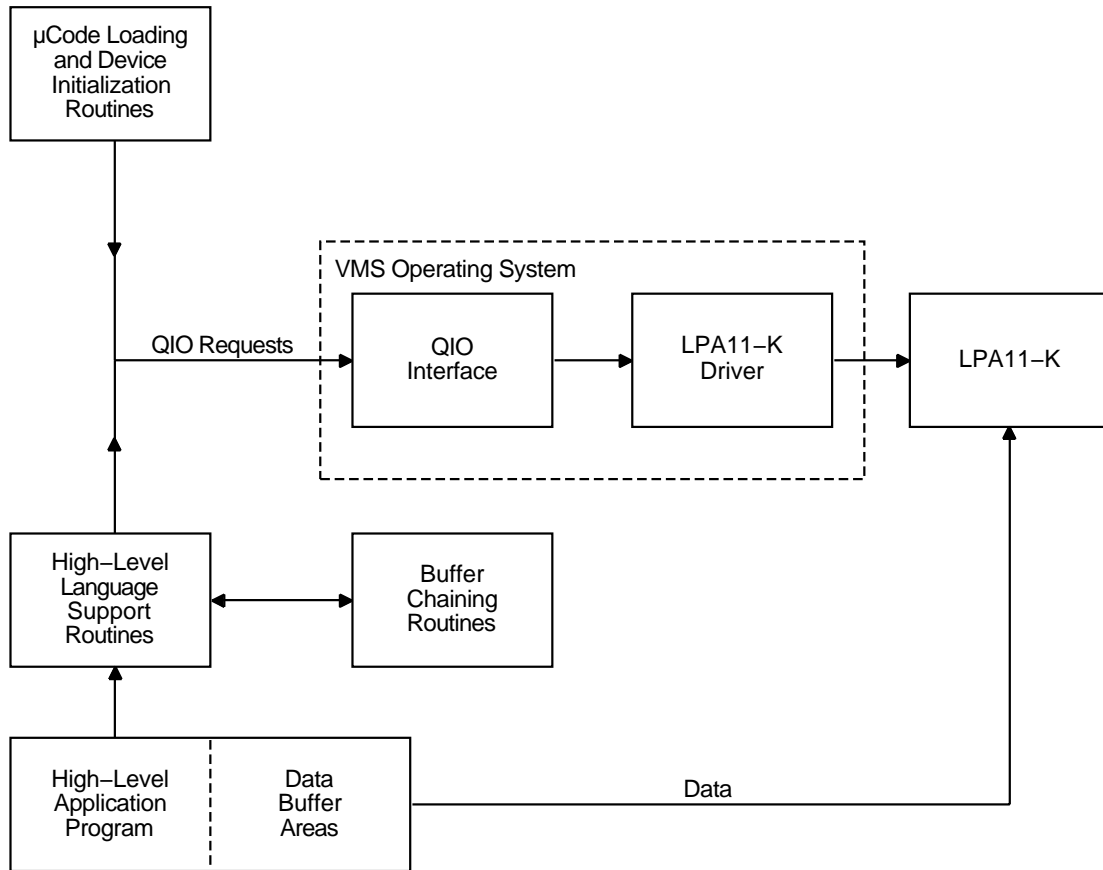 µCode Loading
and Device
Initialization
Routines
VMS Operating System
QIO Requests
QIO
Interface
LPA11–K
Driver
LPA11–K
High–Level
Language
Support
Routines
Buffer
Chaining
Routines
High–Level
Application
Program
Data
Buffer
Areas
Data